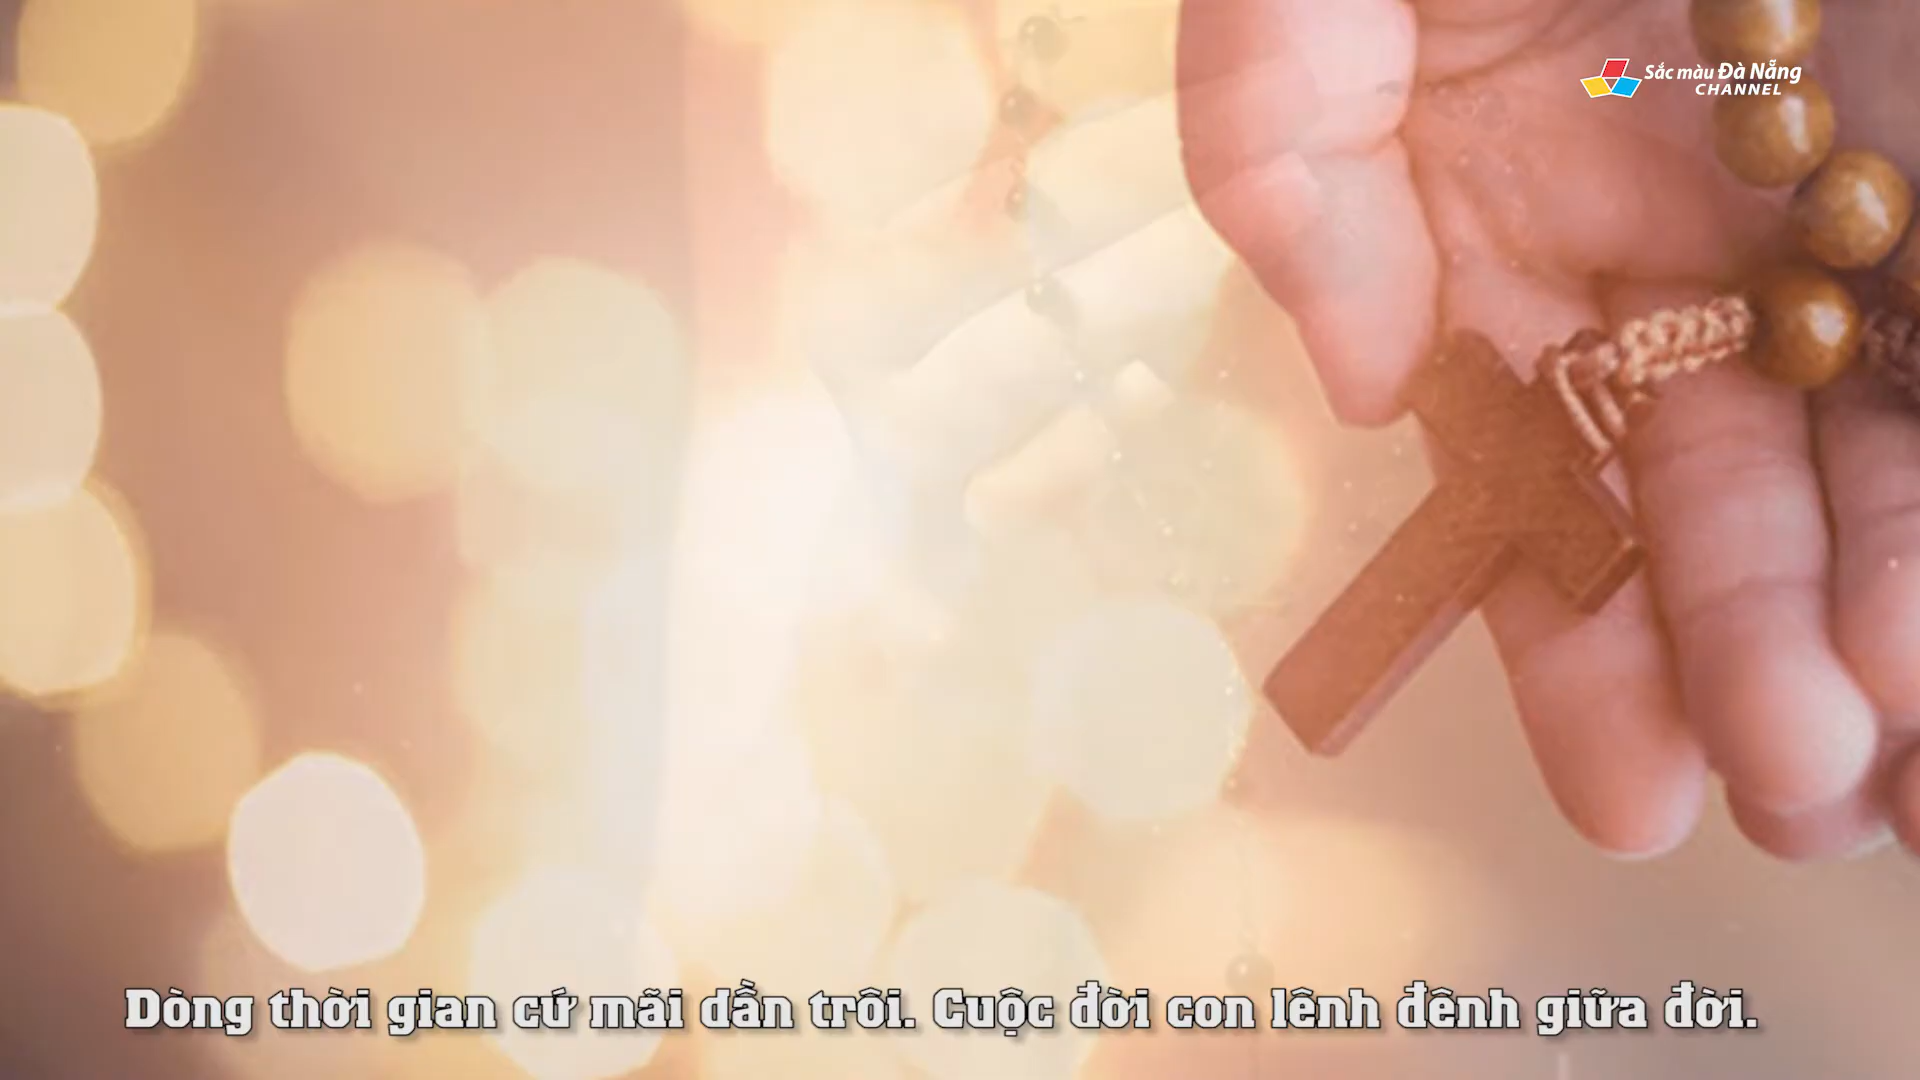 Sắc màu Đà Nẵng
CHANNEL
Dòng thời gian cứ mãi dần trôi. Cuộc đời con lênh đênh giữa đời.